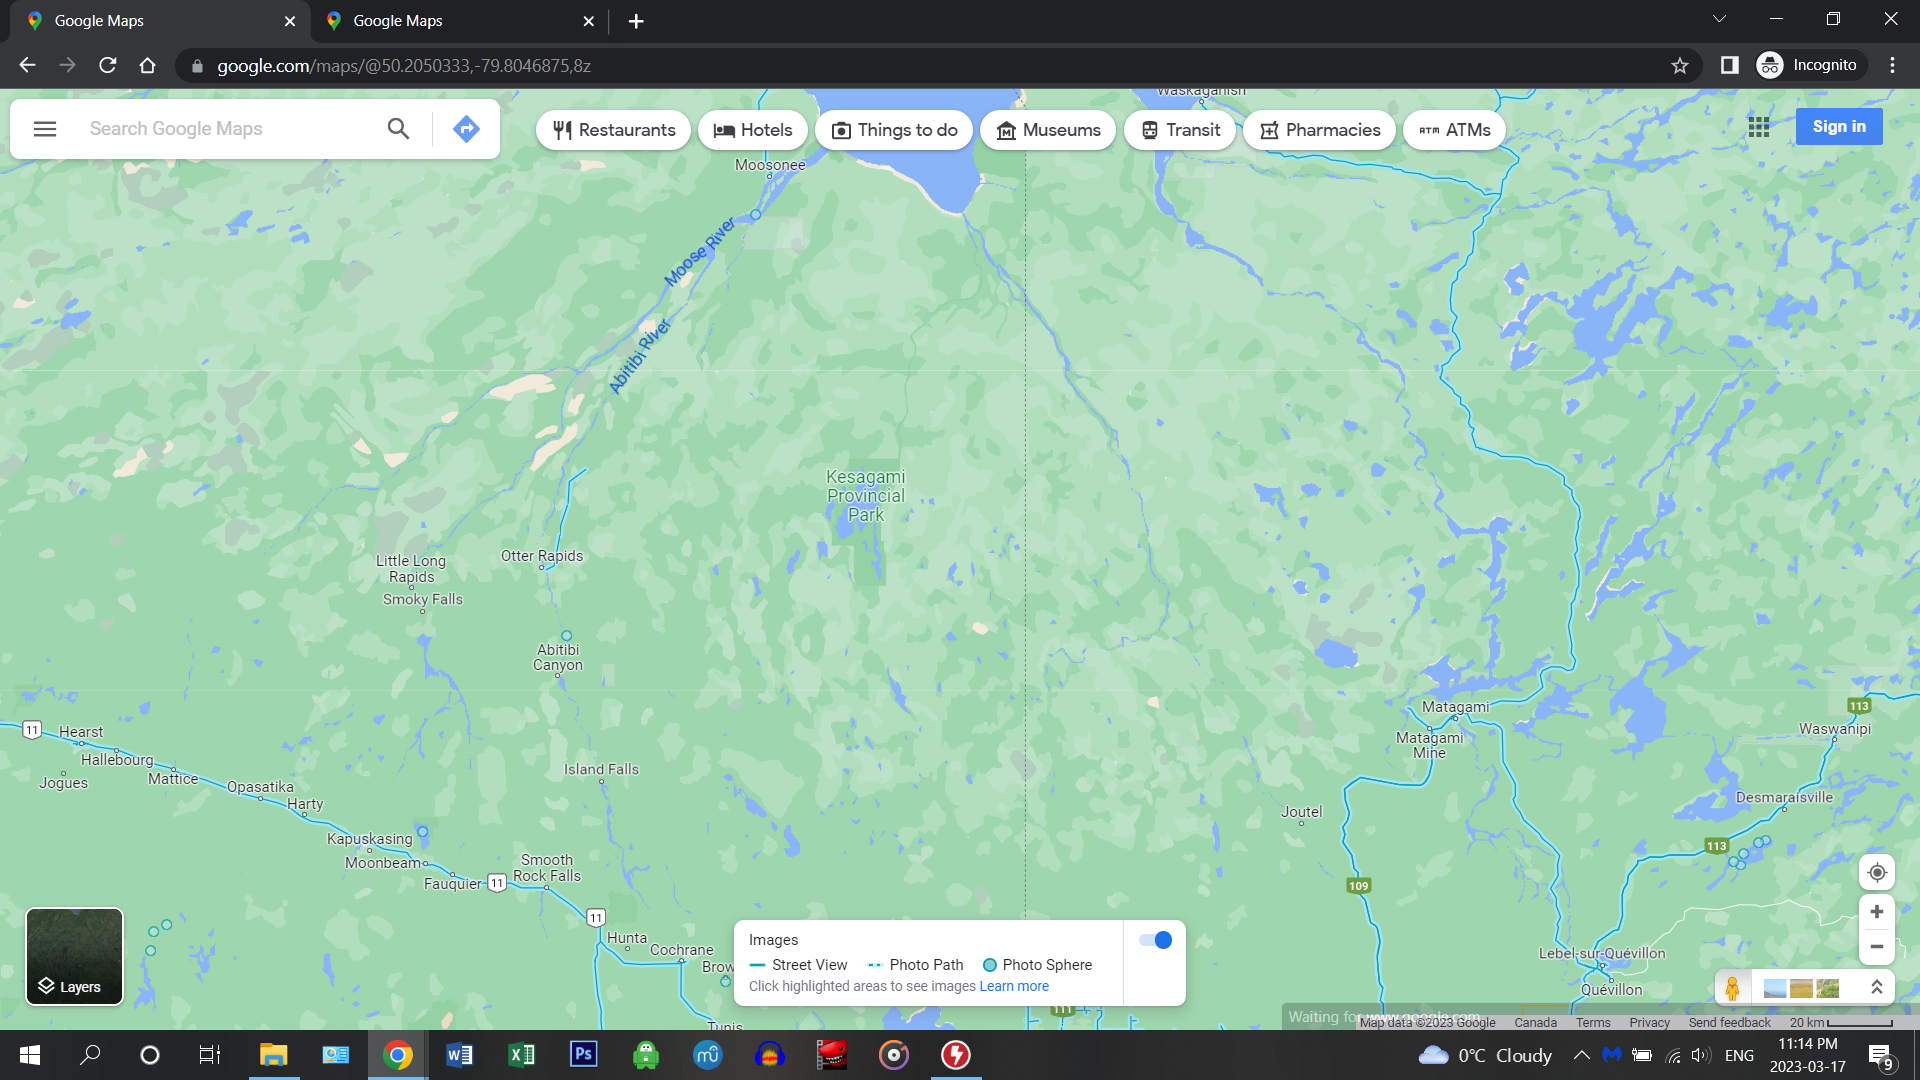 Google Maps
Google Maps
google.com/maps/@50.2050333,-79.8046875,8z
Incognito
Search Google Maps
Restaurants
Hotels
Things to do
Museums
Transit
Pharmacies
ATM ATMs
Sign in
Waskaganish
Moosonee
Moose River
Abitibi River
Kesagami
Provincial
Park
Otter Rapids
Little Long
Rapids
Smoky Falls
Abitibi
Canyon
11
Hearst
Hallebourg
Jogues
Mattice
Opasatika
Harty
Island Falls
Kapuskasing
Moonbeam
Fauquier
11
Smooth
Rock Falls
11
Hunta
Cochrane
Brow
Tunis
Matagami
Matagami
Mine
113
Waswanipi
Joutel
Desmaraisville
113
109
Lebel-sur-Quévillon
Quévillon
111
Layers
Images
Street View
Photo Path
Photo Sphere
Click highlighted areas to see images Learn more
Waiting for www.google.com...
Map data ©2023 Google
Canada
Terms
Privacy
Send feedback
20 km
0°C Cloudy
ENG
11:14 PM
2023-03-17
9